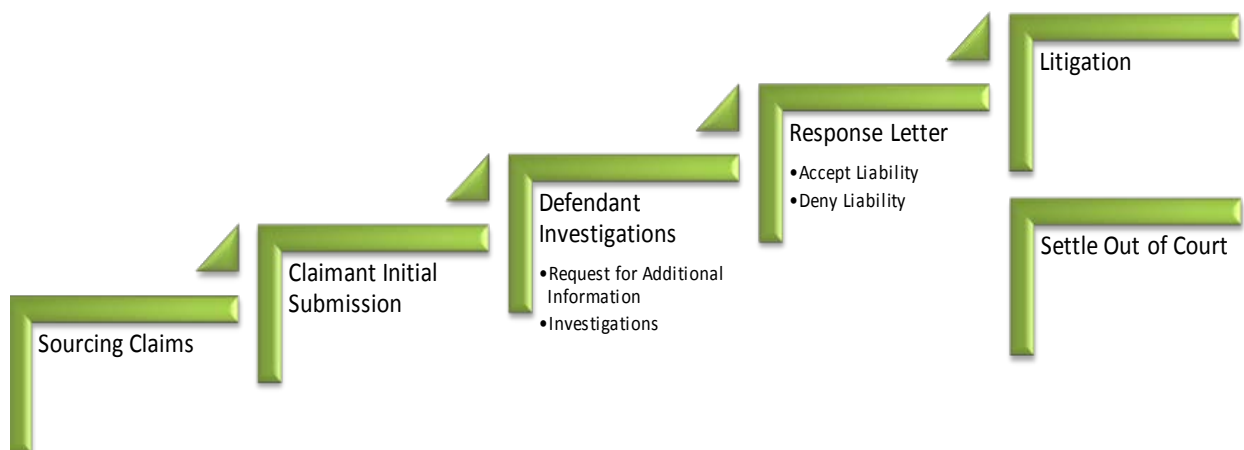 Sourcing Claims
Claimant Initial
Submission
Defendant
Investigations
•Request for Additional
Information
•Investigations
Response Letter
•Accept Liability
•Deny Liability
Litigation
Settle Out of Court